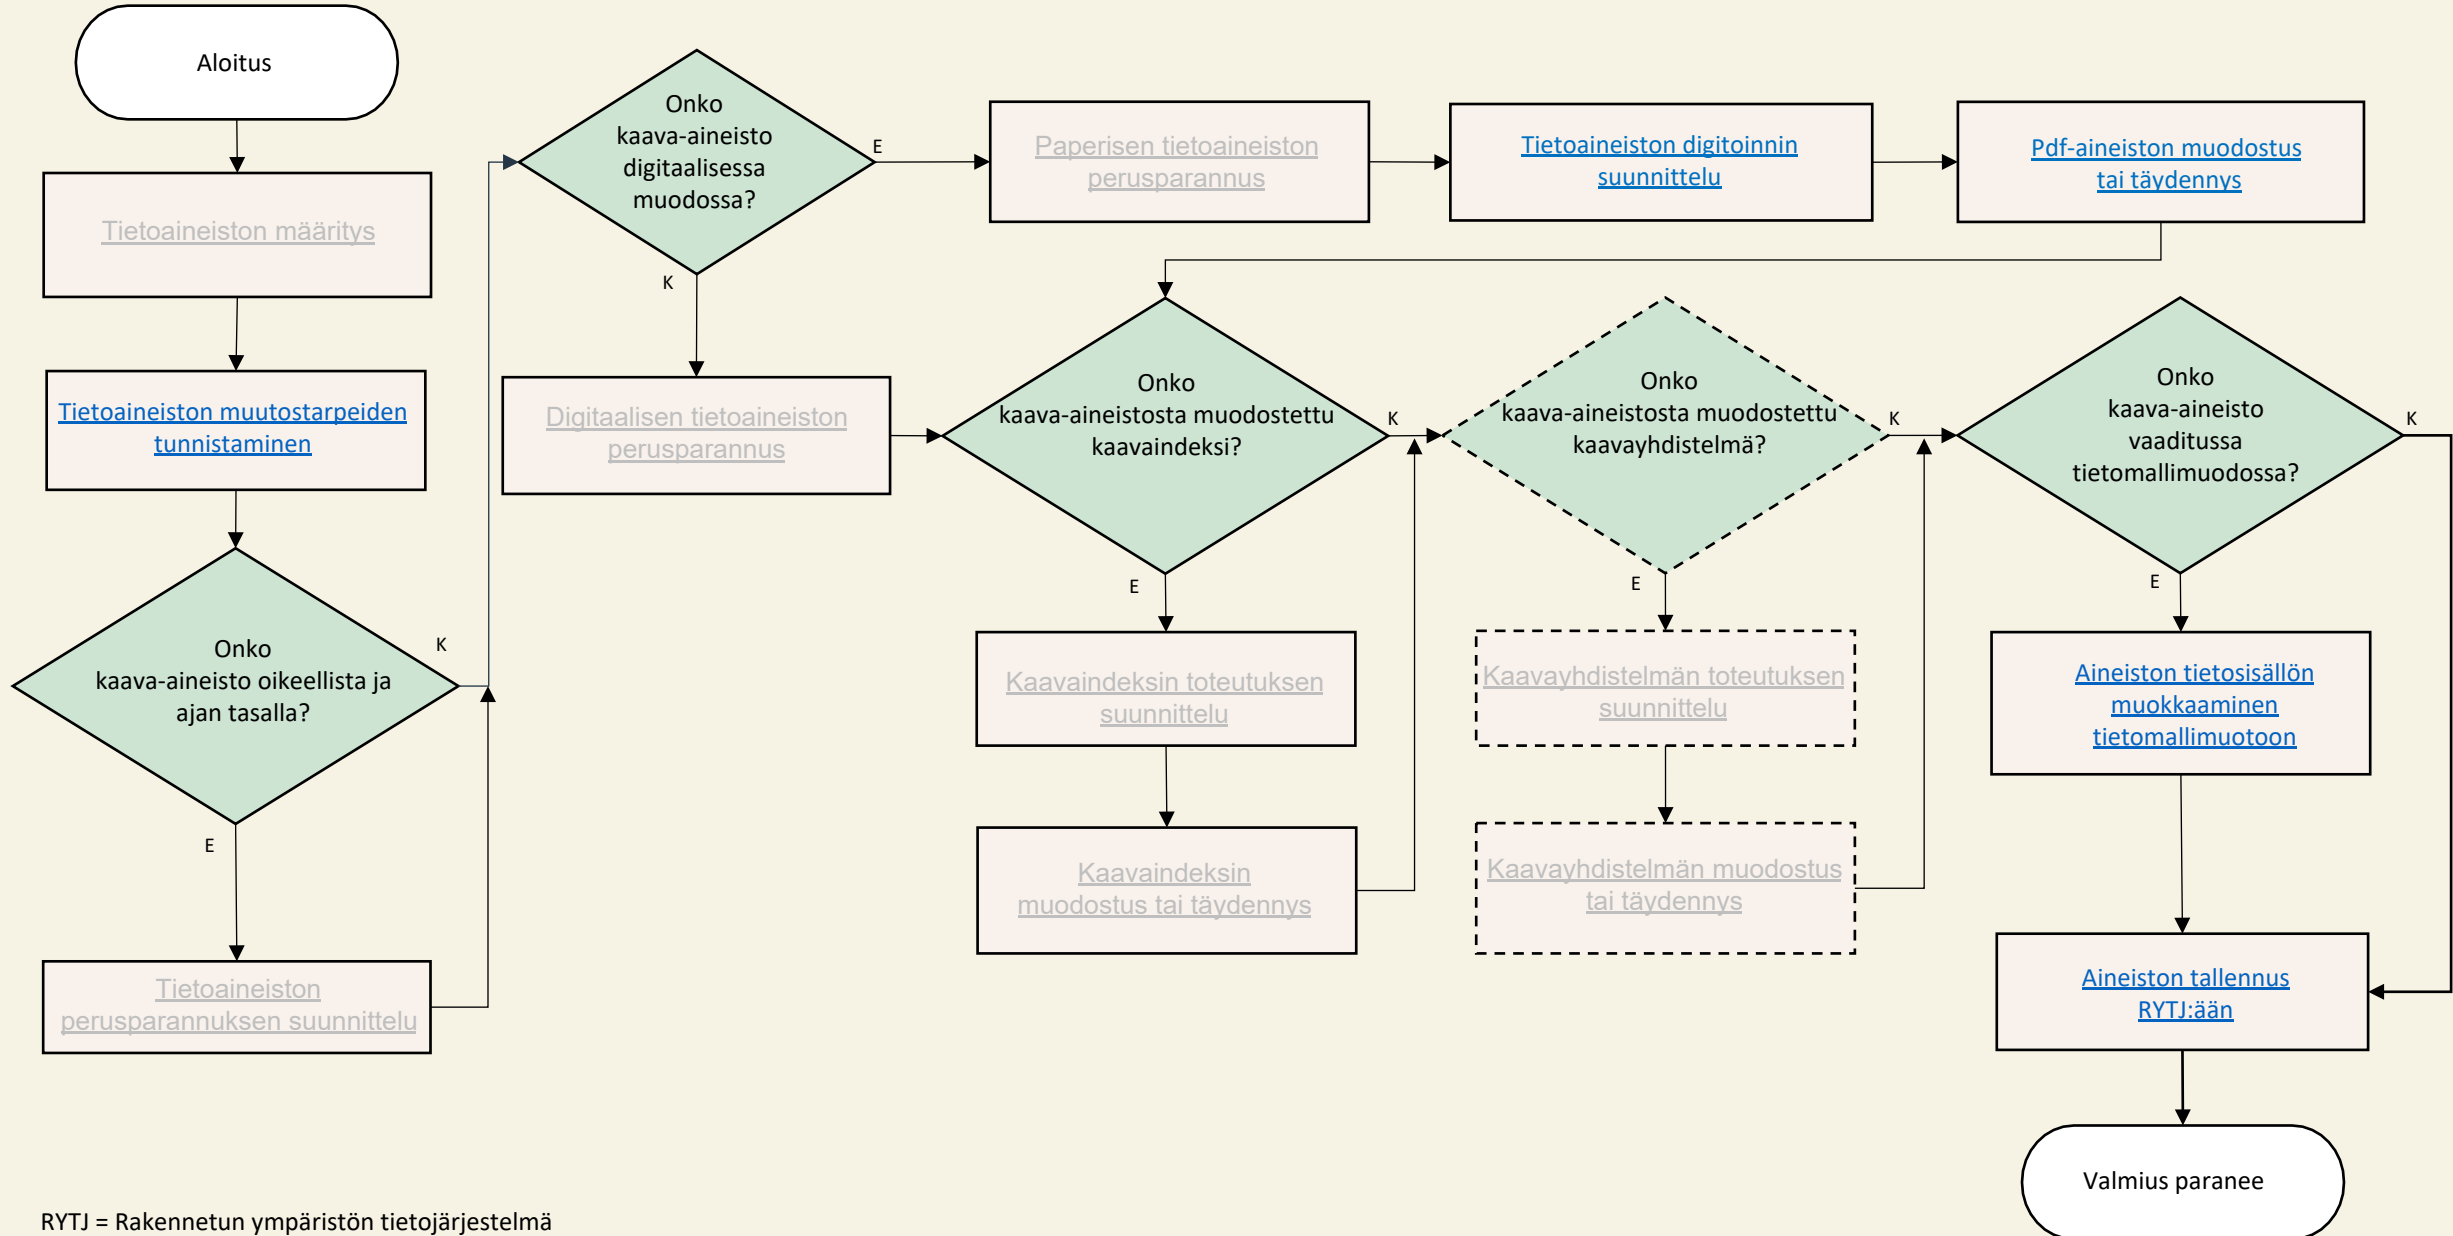 Aloitus
Tietoaineiston määritys
Tietoaineiston muutostarpeiden
tunnistaminen
Onko
kaava-aineisto oikeellista ja
ajan tasalla?
K
E
Tietoaineiston
perusparannuksen suunnittelu
Onko
kaava-aineisto
digitaalisessa
muodossa?
E
K
Paperisen tietoaineiston
perusparannus
Tietoaineiston digitoinnin
suunnittelu
Pdf-aineiston muodostus
tai täydennys
Digitaalisen tietoaineiston
perusparannus
Onko
kaava-aineistosta muodostettu
kaavaindeksi?
K
E
Kaavaindeksin toteutuksen
suunnittelu
Kaavaindeksin
muodostus tai täydennys
Onko
kaava-aineistosta muodostettu
kaavayhdistelmä?
K
E
Kaavayhdistelmän toteutuksen
suunnittelu
Kaavayhdistelmän muodostus
tai täydennys
Onko
kaava-aineisto
vaaditussa
tietomallimuodossa?
K
E
Aineiston tietosisällön
muokkaaminen
tietomallimuotoon
Aineiston tallennus
RYTJ:ään
Valmius paranee
RYTJ = Rakennetun ympäristön tietojärjestelmä